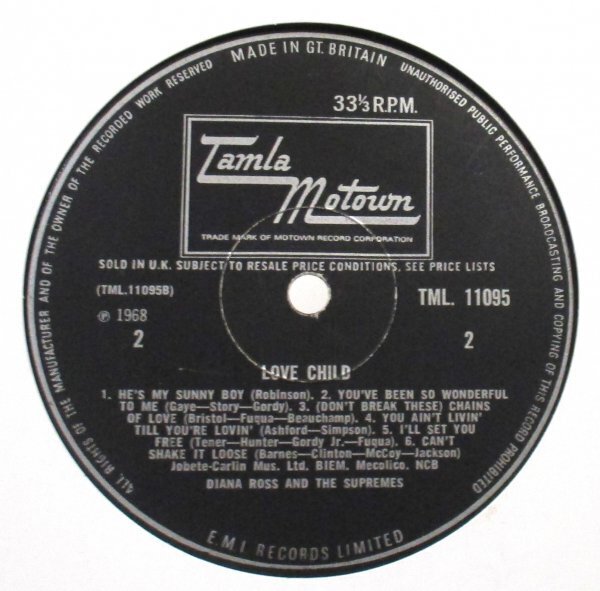 MADE IN GT. BRITAIN
UNAUTHORISED PUBLIC PERFORMANCE BROADCASTING AND COPYING OF THIS RECORD PROHIBITED
E.M.I RECORDS LIMITED
ALL RIGHTS OF THE MANUFACTURER AND OF THE OWNER OF THE RECORDED WORK RESERVED
33⅓ R.P.M.
Tamla
Motown
TRADE MARK OF MOTOWN RECORD CORPORATION
SOLD IN U.K. SUBJECT TO RESALE PRICE CONDITIONS, SEE PRICE LISTS
(TML.11095B) TML. 11095
℗ 1968
2 2
LOVE CHILD
1. HE'S MY SUNNY BOY (Robinson). 2. YOU'VE BEEN SO WONDERFUL
TO ME (Gaye—Story—Gordy). 3. (DON'T BREAK THESE) CHAINS
OF LOVE (Bristol—Fuqua—Beauchamp). 4. YOU AIN'T LIVIN'
TILL YOU'RE LOVIN' (Ashford—Simpson). 5. I'LL SET YOU
FREE (Tener—Hunter—Gordy Jr.—Fuqua). 6. CAN'T
SHAKE IT LOOSE (Barnes—Clinton—McCoy—Jackson)
Jobete-Carlin Mus. Ltd. BIEM. Mecolico. NCB
DIANA ROSS AND THE SUPREMES